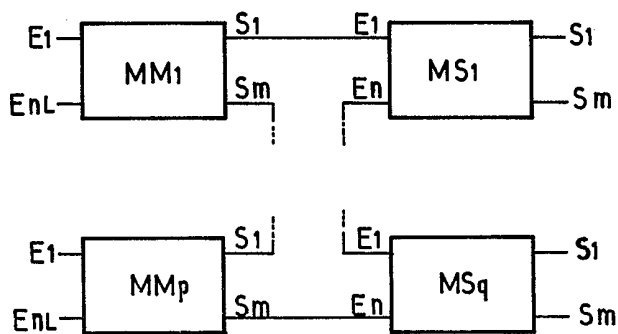 E1 MM1 S1 E1 MS1 S1
EnL Sm En Sm
E1 MMp S1 E1 MSq S1
EnL Sm En Sm